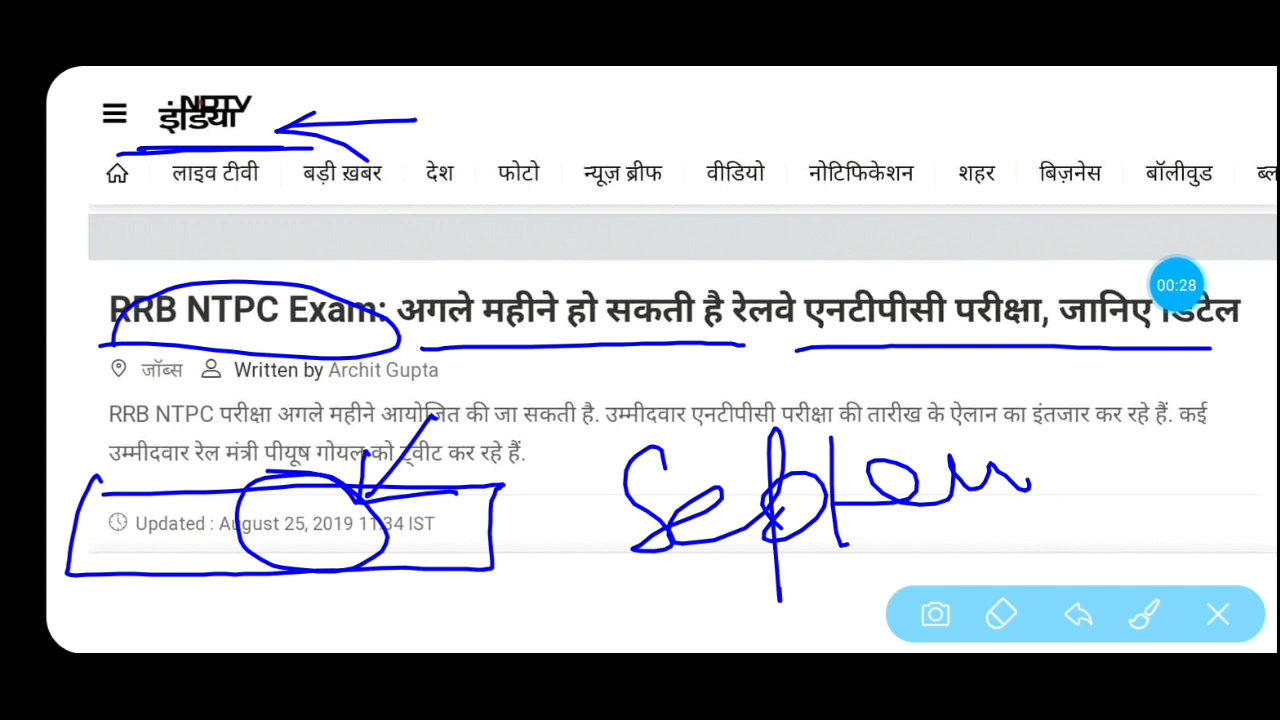 NDTV
इंडिया
लाइव टीवी बड़ी ख़बर देश फोटो न्यूज़ ब्रीफ वीडियो नोटिफिकेशन शहर बिज़नेस बॉलीवुड
00:28
RRB NTPC Exam: अगले महीने हो सकती है रेलवे एनटीपीसी परीक्षा, जानिए डिटेल
जॉब्स Written by Archit Gupta
RRB NTPC परीक्षा अगले महीने आयोजित की जा सकती है. उम्मीदवार एनटीपीसी परीक्षा की तारीख के ऐलान का इंतजार कर रहे हैं. कई
उम्मीदवार रेल मंत्री पीयूष गोयल को ट्वीट कर रहे हैं.
Septem
Updated : August 25, 2019 11:34 IST